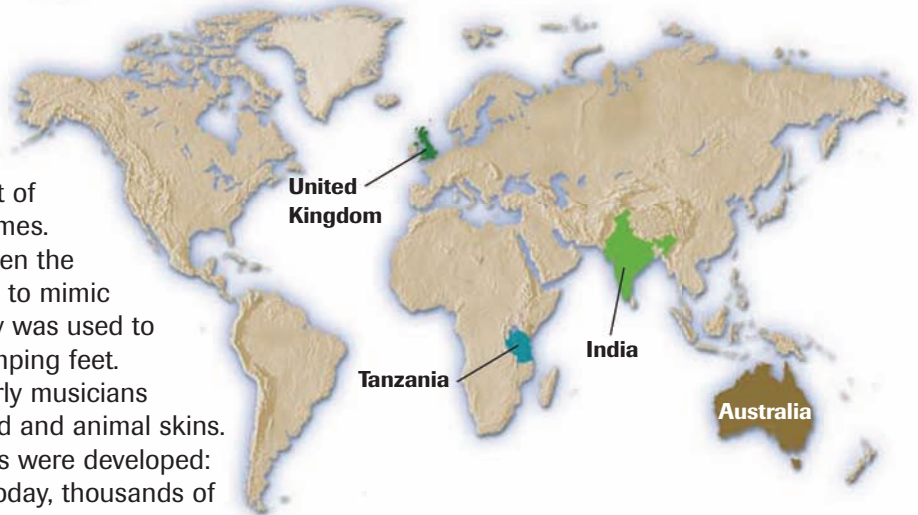 t of
mes.
en the
to mimic
was used to
ping feet.
rly musicians
d and animal skins.
s were developed:
oday, thousands of
United
Kingdom
Tanzania
India
Australia